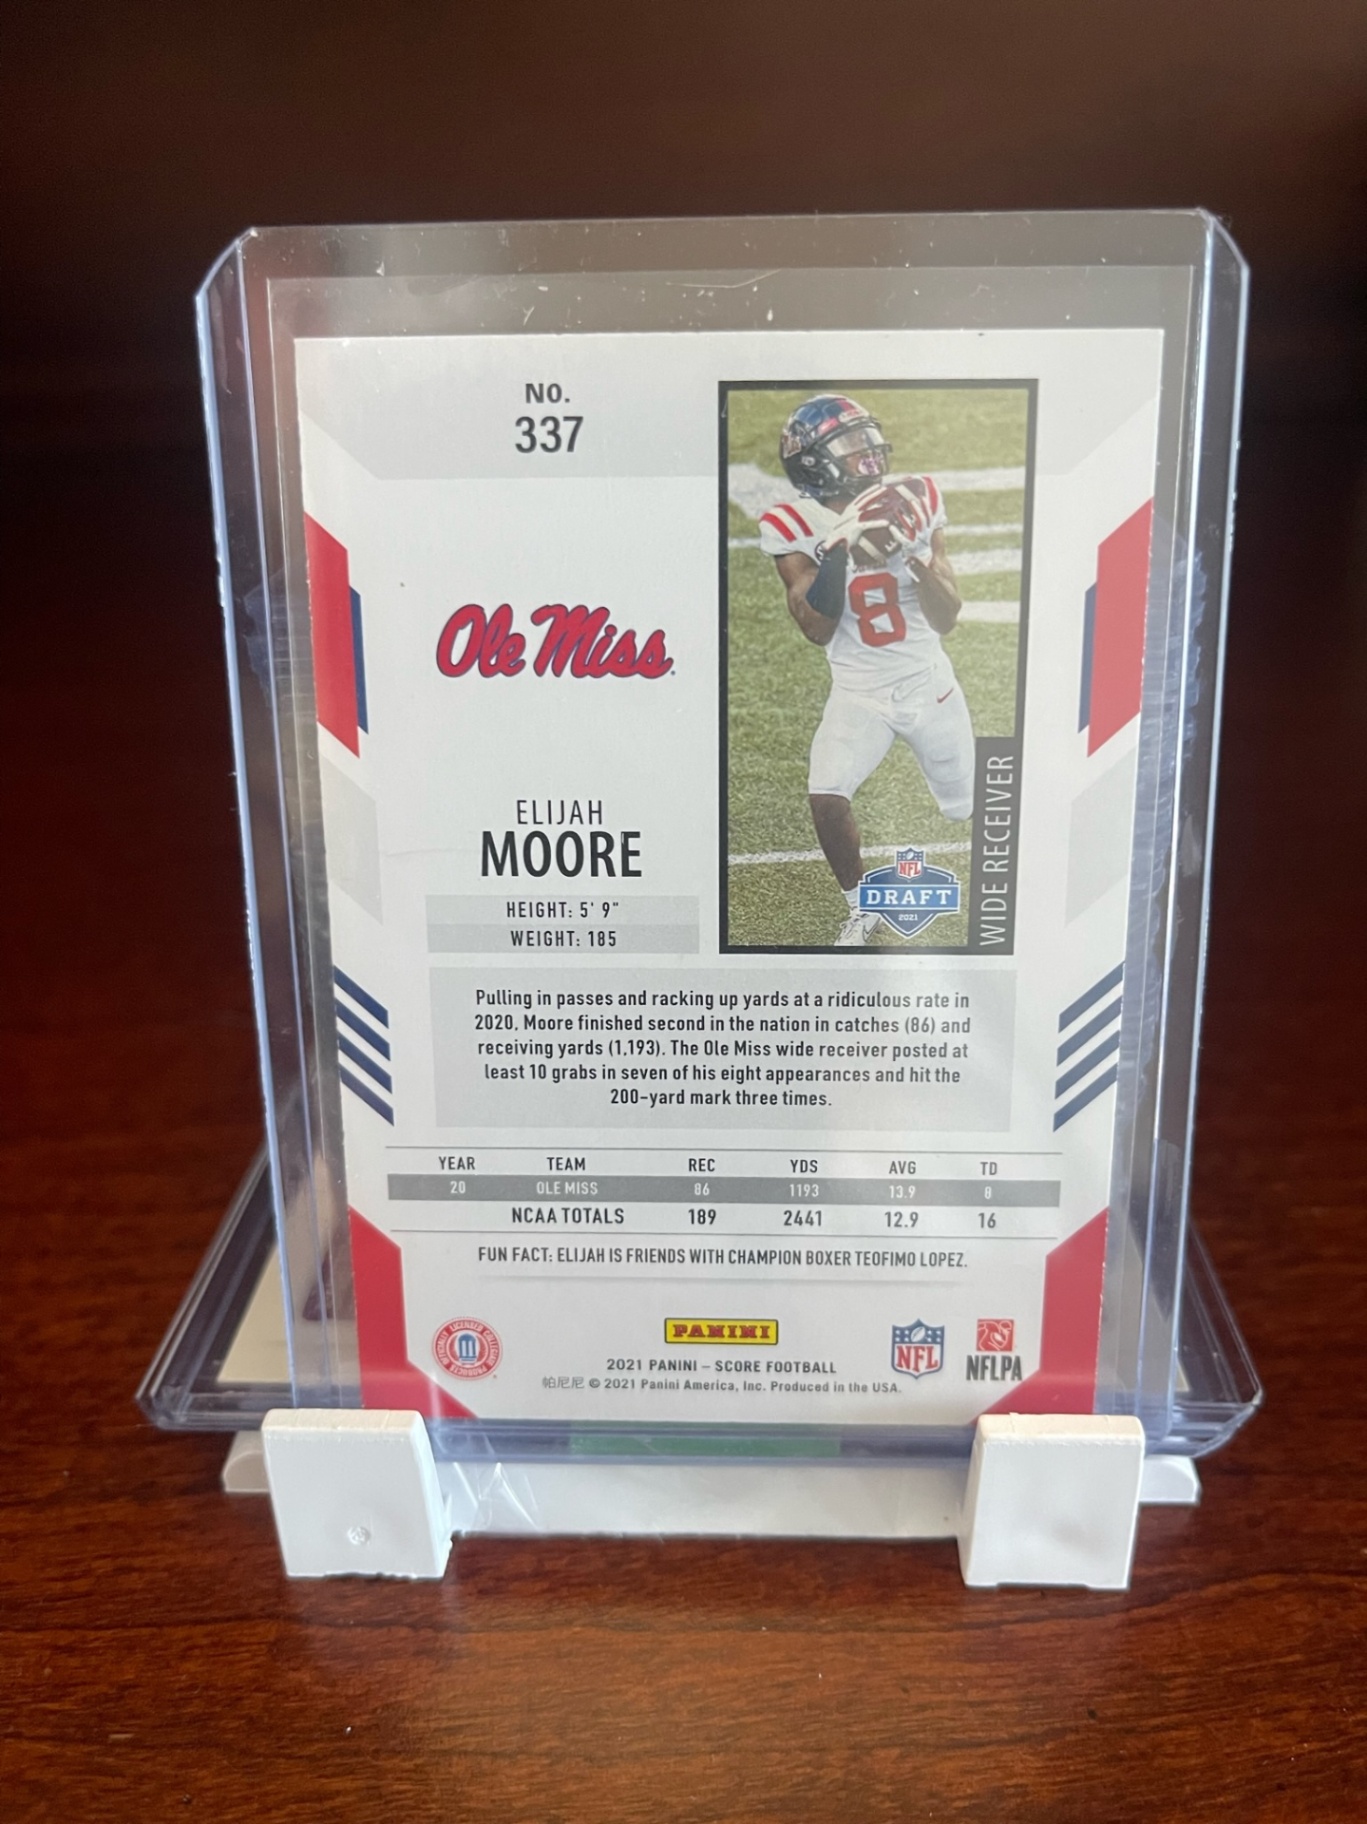 No.
337
Ole Miss
8
ELIJAH
MOORE
HEIGHT: 5' 9"
WEIGHT: 185
WIDE RECEIVER
NFL
DRAFT
2021
Pulling in passes and racking up yards at a ridiculous rate in
2020, Moore finished second in the nation in catches (86) and
receiving yards (1,193). The Ole Miss wide receiver posted at
least 10 grabs in seven of his eight appearances and hit the
200-yard mark three times.
YEAR TEAM REC YDS AVG TD
20 OLE MISS 86 1193 13.9 8
NCAA TOTALS 189 2441 12.9 16
FUN FACT: ELIJAH IS FRIENDS WITH CHAMPION BOXER TEOFIMO LOPEZ.
OFFICIALLY LICENSED COLLEGIATE PRODUCTS
PANINI
2021 PANINI – SCORE FOOTBALL
帕尼尼 © 2021 Panini America, Inc. Produced in the USA.
NFL
NFLPA